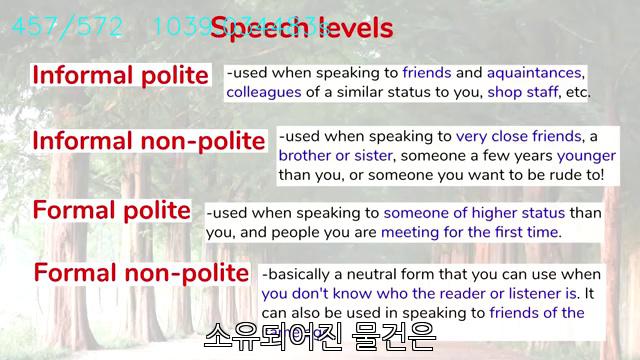 457/572 1039.034483s
Speech levels
Informal polite
-used when speaking to friends and aquaintances,
colleagues of a similar status to you, shop staff, etc.
Informal non-polite
-used when speaking to very close friends, a
brother or sister, someone a few years younger
than you, or someone you want to be rude to!
Formal polite
-used when speaking to someone of higher status than
you, and people you are meeting for the first time.
Formal non-polite
-basically a neutral form that you can use when
you don't know who the reader or listener is. It
can also be used in speaking to friends of the
소유되어진 물건은